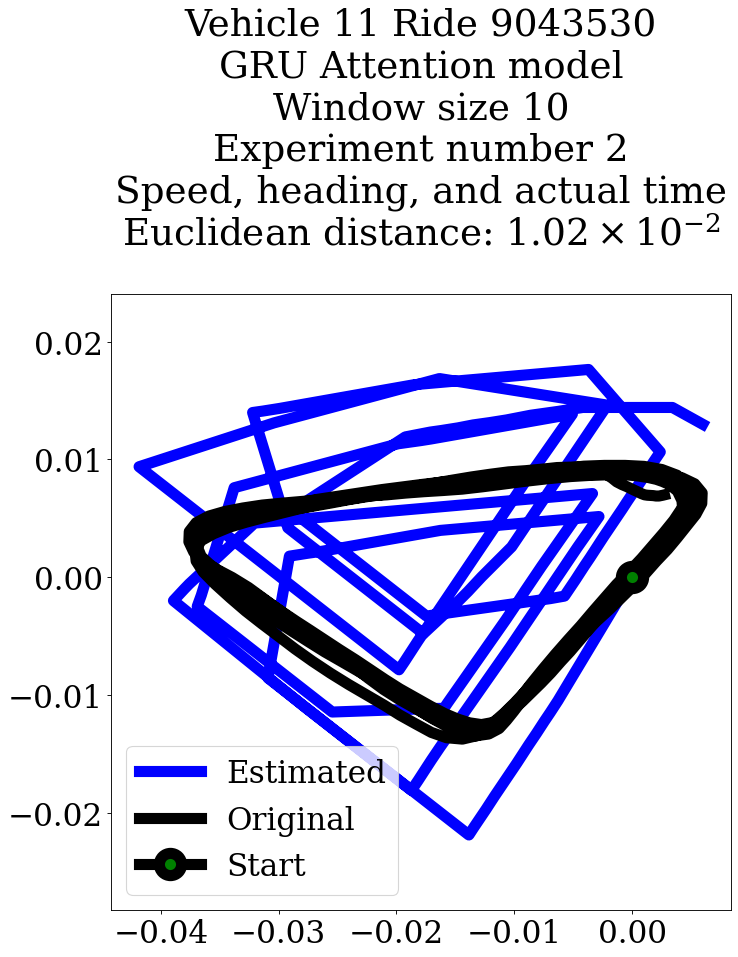 Vehicle 11 Ride 9043530
GRU Attention model
Window size 10
Experiment number 2
Speed, heading, and actual time
Euclidean distance: 1.02 × 10⁻²
0.02
0.01
0.00
−0.01
−0.02
Estimated
Original
Start
−0.04 −0.03 −0.02 −0.01 0.00